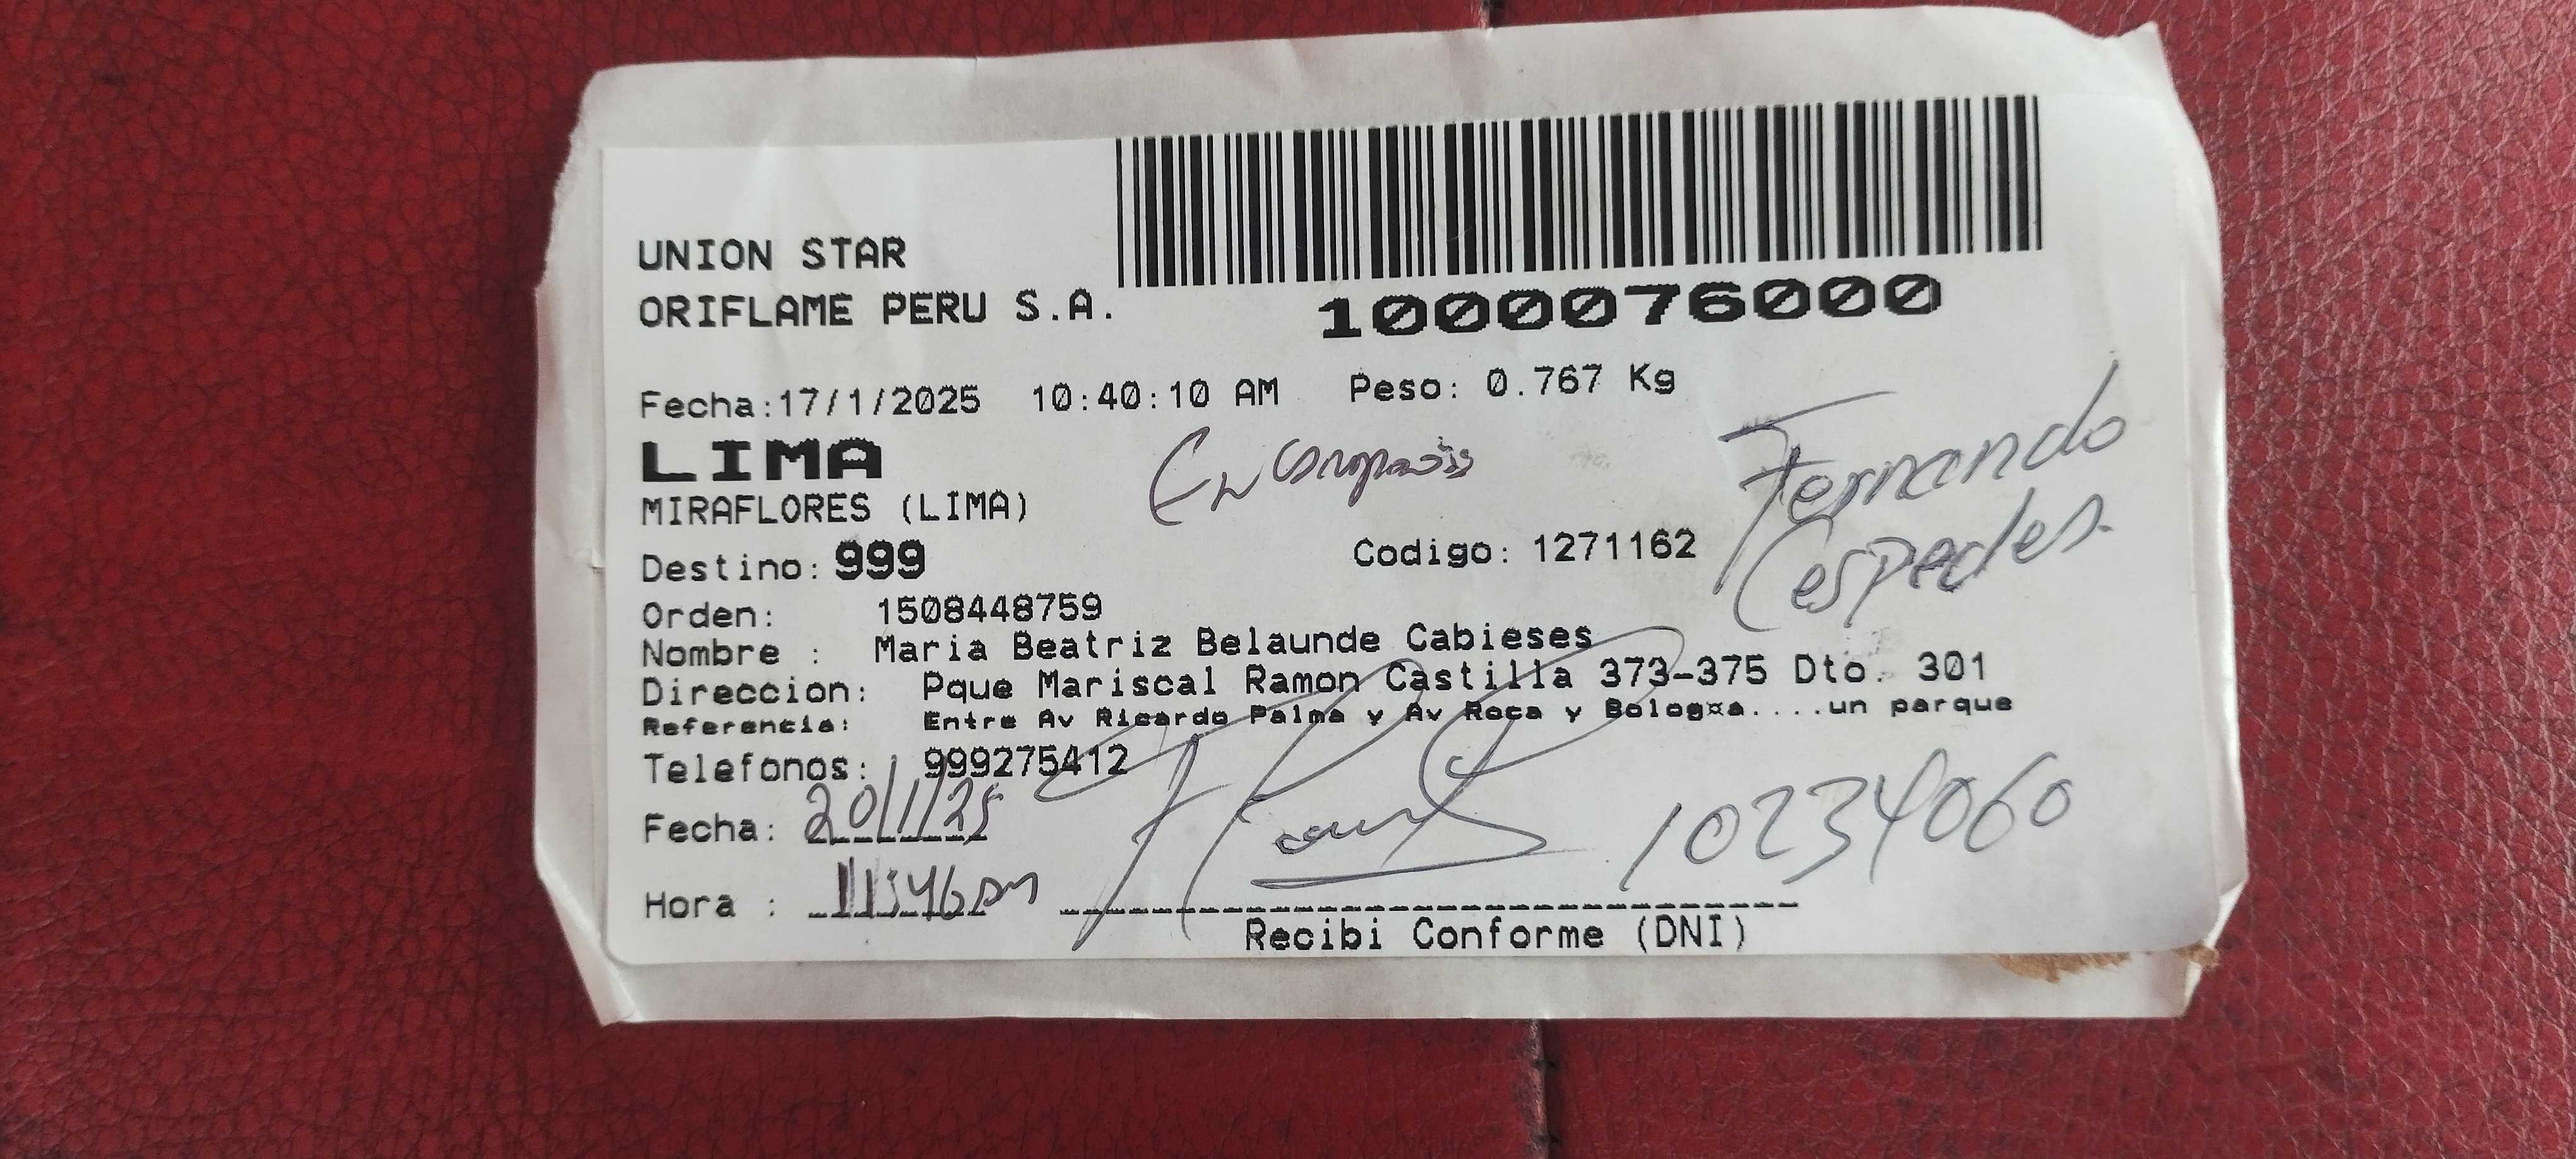 UNION STAR
ORIFLAME PERU S.A.
1000076000
Fecha:17/1/2025 10:40:10 AM Peso: 0.767 Kg
LIMA
MIRAFLORES (LIMA)
Fernando
Cespedes.
Destino: 999 Codigo: 1271162
Orden: 1508448759
Nombre : Maria Beatriz Belaunde Cabieses
Direccion: Pque Mariscal Ramon Castilla 373-375 Dto. 301
Referencia: Entre Av Ricardo Palma y Av Roca y Bolog¤a....un parque
Telefonos: 999275412
Fecha: 20/1/25
10234060
Hora :
Recibi Conforme (DNI)